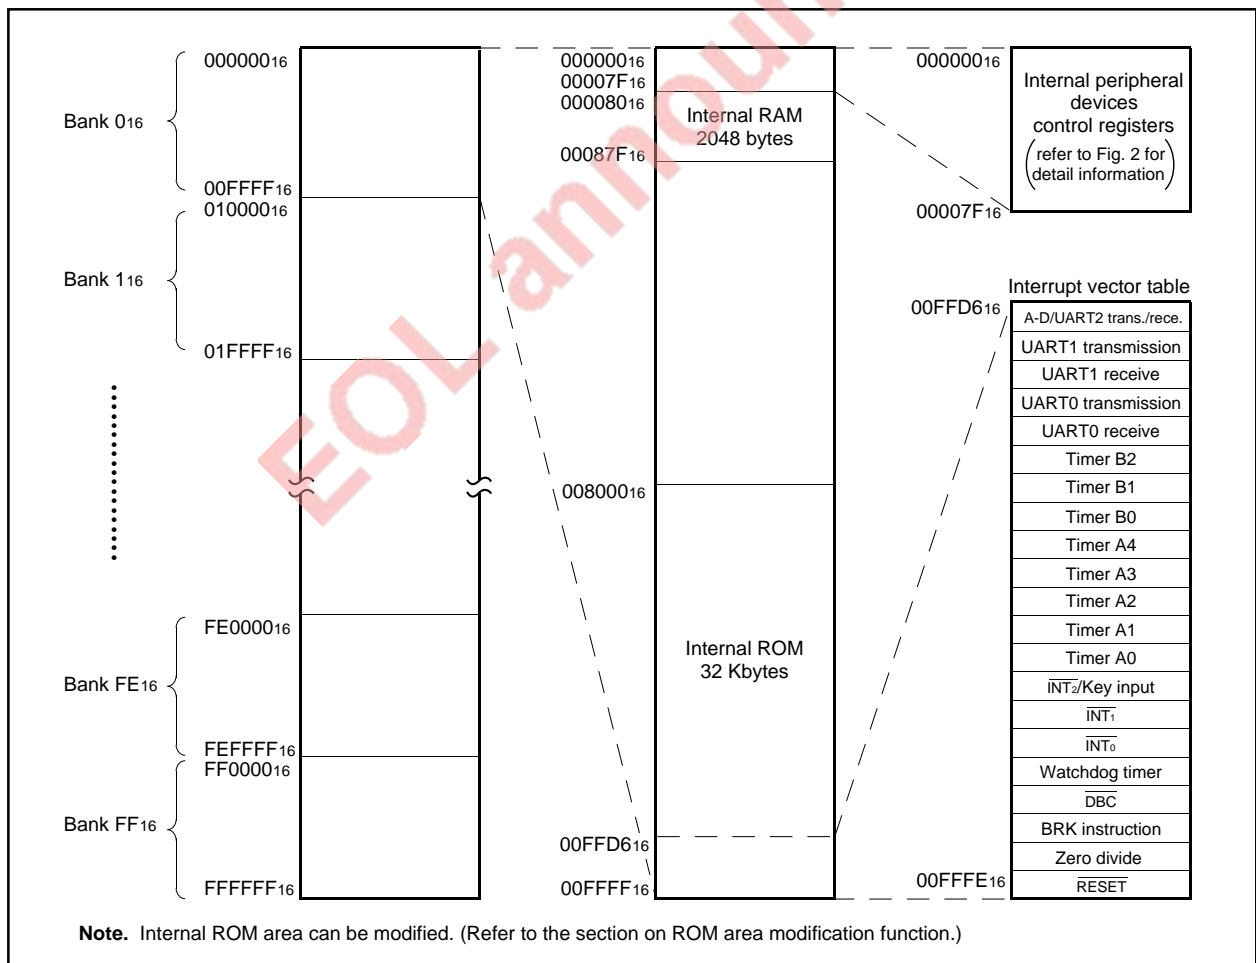 00000016
00FFFF16
01000016
01FFFF16
FE000016
FEFFFF16
FF000016
FFFFFF16
Bank 016
Bank 116
Bank FE16
Bank FF16
00000016
00007F16
00008016
00087F16
00800016
00FFD616
00FFFF16
Internal RAM
2048 bytes
Internal ROM
32 Kbytes
00000016
00007F16
Internal peripheral
devices
control registers
(refer to Fig. 2 for
detail information)
Interrupt vector table
00FFD616
A-D/UART2 trans./rece.
UART1 transmission
UART1 receive
UART0 transmission
UART0 receive
Timer B2
Timer B1
Timer B0
Timer A4
Timer A3
Timer A2
Timer A1
Timer A0
INT2/Key input
INT1
INT0
Watchdog timer
DBC
BRK instruction
Zero divide
RESET
00FFFE16
Note. Internal ROM area can be modified. (Refer to the section on ROM area modification function.)
EOL announ